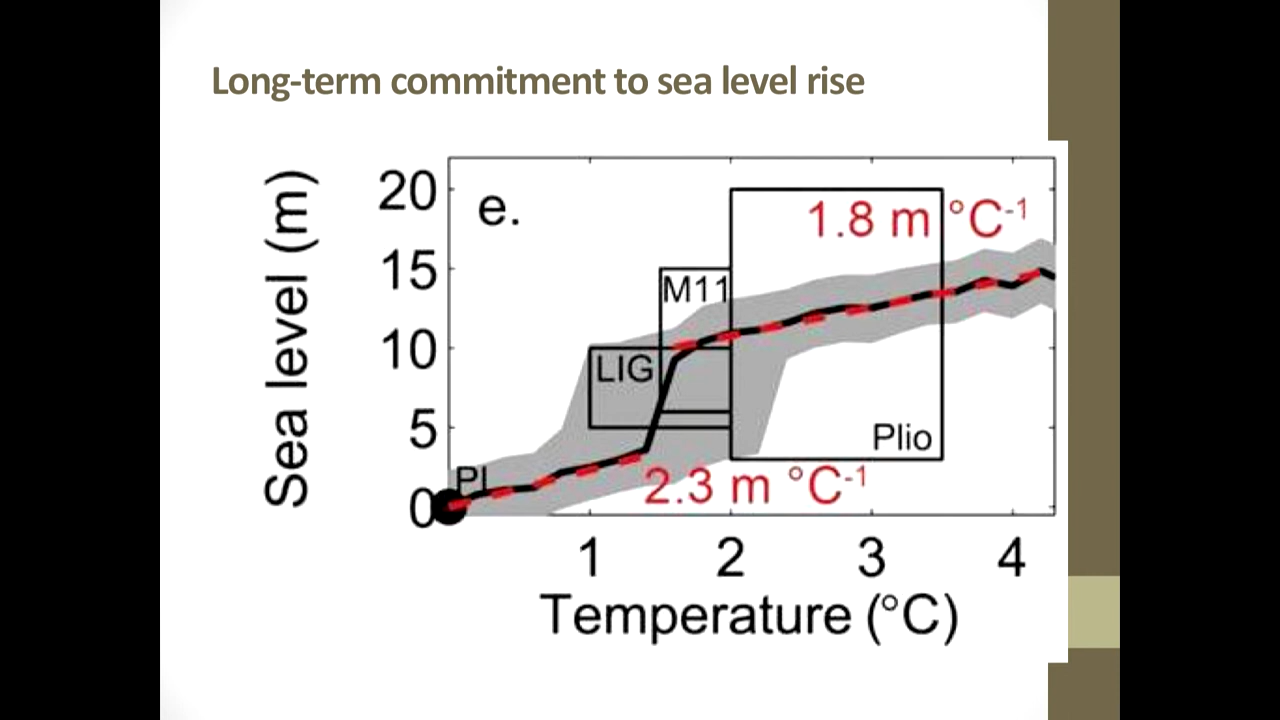 Long-term commitment to sea level rise
Sea level (m)
20
15
10
5
0
e.
1.8 m °C-1
M11
LIG
Plio
PI
2.3 m °C-1
1 2 3 4
Temperature (°C)